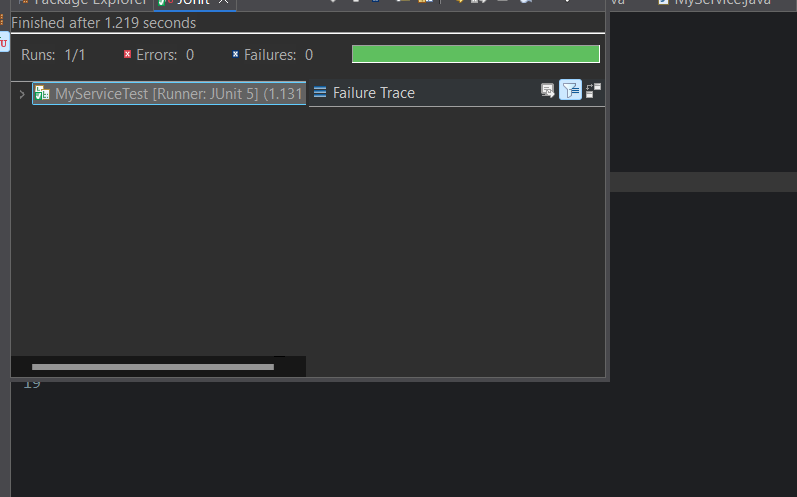 Package Explorer JUnit
va MyService.java
Finished after 1.219 seconds
Runs: 1/1 Errors: 0 Failures: 0
MyServiceTest [Runner: JUnit 5] (1.131 Failure Trace
19